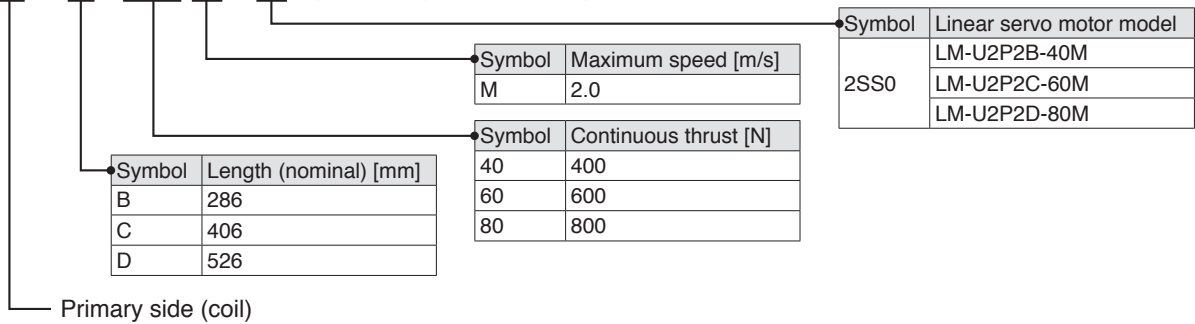 Symbol Linear servo motor model
2SS0 LM-U2P2B-40M
LM-U2P2C-60M
LM-U2P2D-80M
Symbol Maximum speed [m/s]
M 2.0
Symbol Continuous thrust [N]
40 400
60 600
80 800
Symbol Length (nominal) [mm]
B 286
C 406
D 526
Primary side (coil)